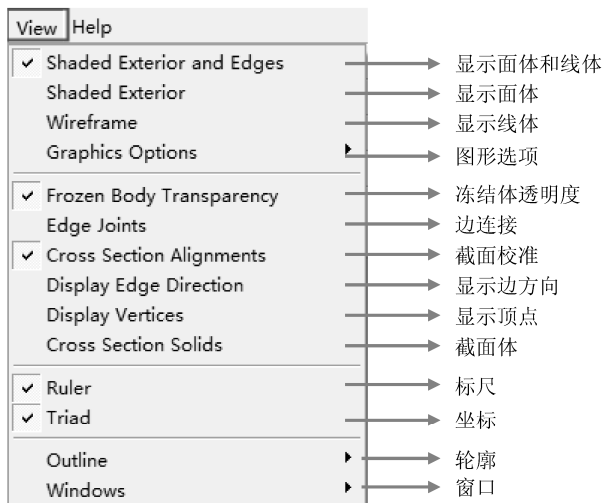 View Help
Shaded Exterior and Edges 显示面体和线体
Shaded Exterior 显示面体
Wireframe 显示线体
Graphics Options 图形选项
Frozen Body Transparency 冻结体透明度
Edge Joints 边连接
Cross Section Alignments 截面校准
Display Edge Direction 显示边方向
Display Vertices 显示顶点
Cross Section Solids 截面体
Ruler 标尺
Triad 坐标
Outline 轮廓
Windows 窗口